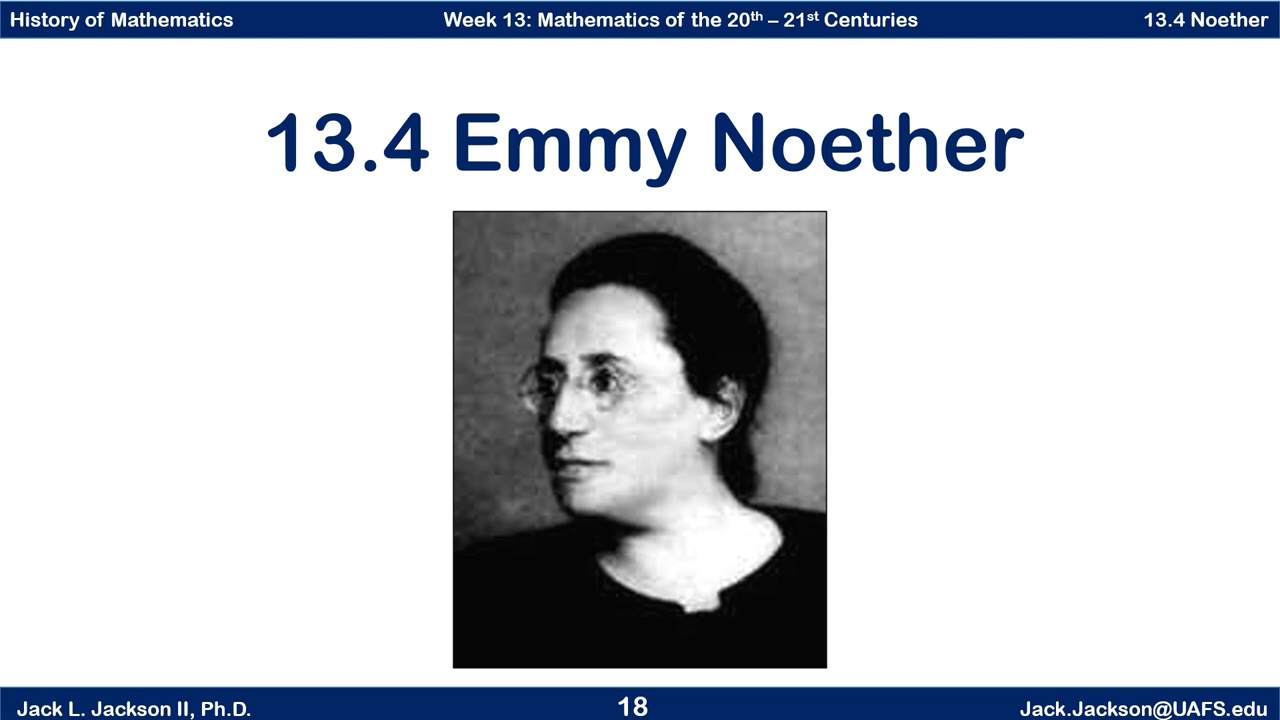 History of Mathematics Week 13: Mathematics of the 20th – 21st Centuries 13.4 Noether
13.4 Emmy Noether
Jack L. Jackson II, Ph.D. 18 Jack.Jackson@UAFS.edu